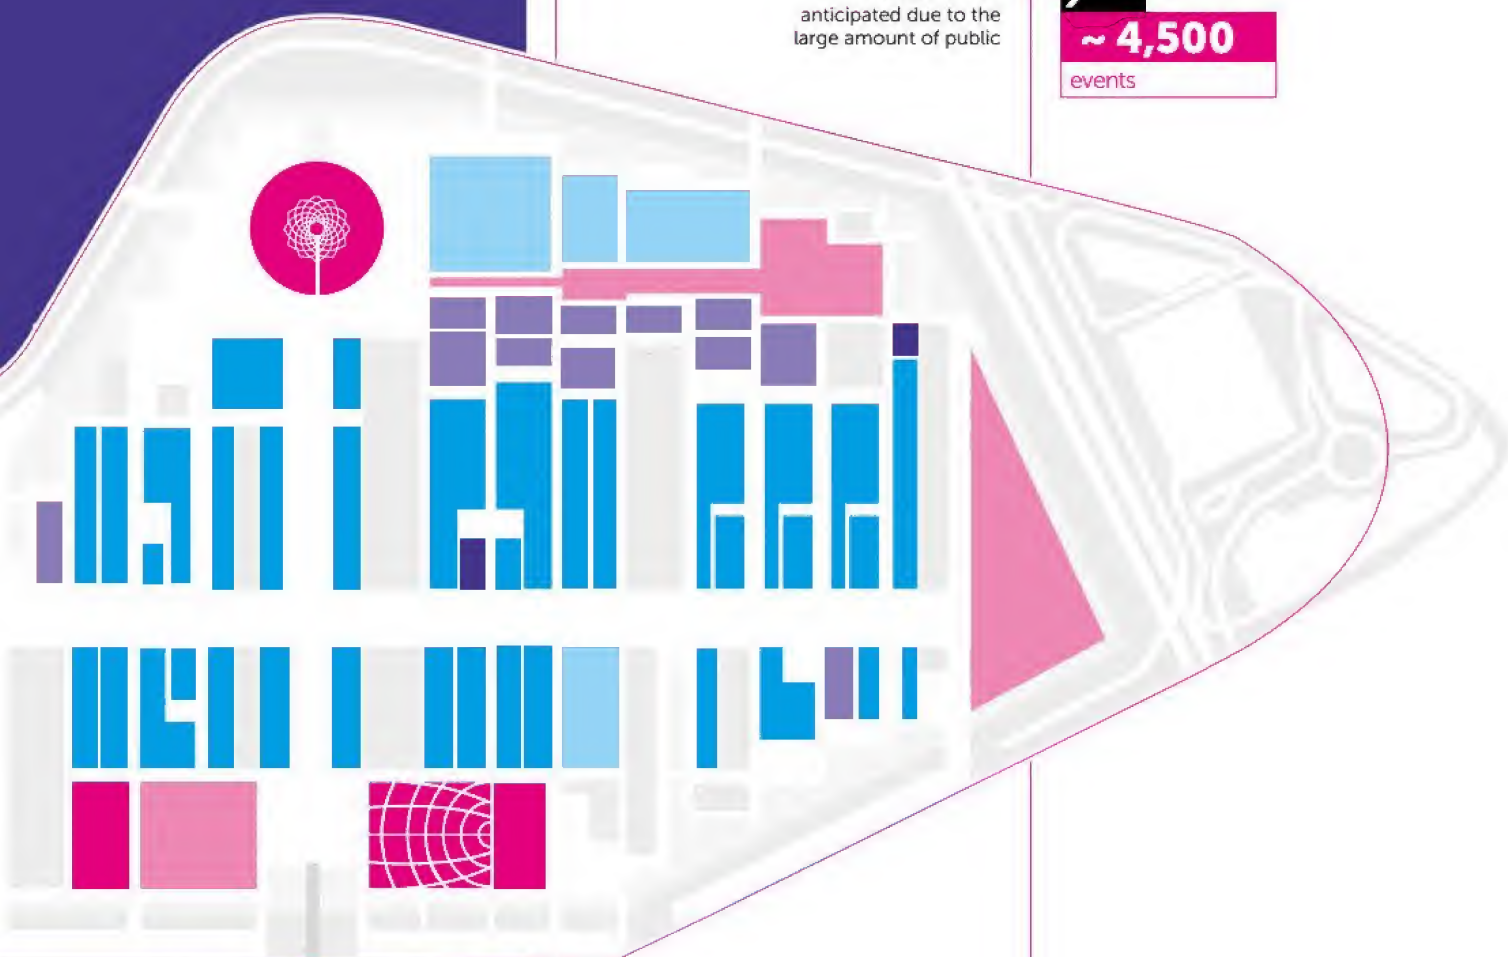 anticipated due to the
large amount of public
~ 4,500
events